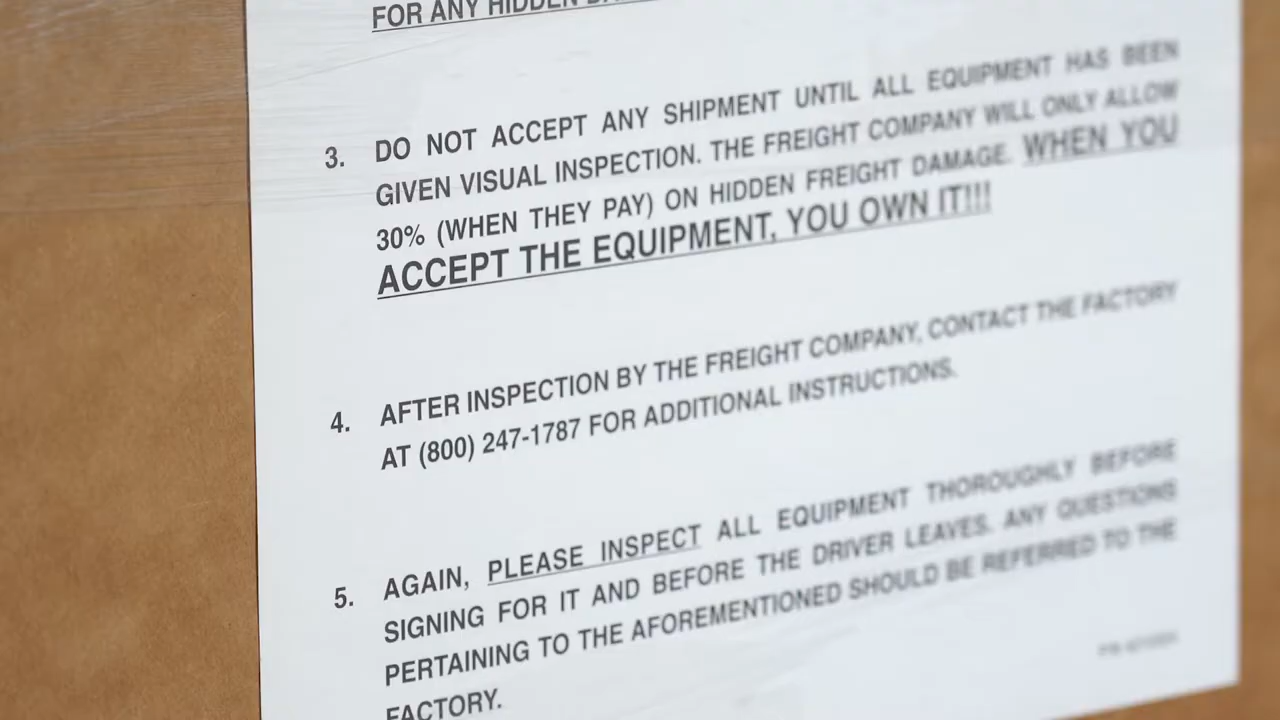 FOR ANY HIDDEN
3. DO NOT ACCEPT ANY SHIPMENT UNTIL ALL EQUIPMENT HAS BEEN
GIVEN VISUAL INSPECTION. THE FREIGHT COMPANY WILL ONLY ALLOW
30% (WHEN THEY PAY) ON HIDDEN FREIGHT DAMAGE. WHEN YOU
ACCEPT THE EQUIPMENT, YOU OWN IT!!!
4. AFTER INSPECTION BY THE FREIGHT COMPANY, CONTACT THE FACTORY
AT (800) 247-1787 FOR ADDITIONAL INSTRUCTIONS.
5. AGAIN, PLEASE INSPECT ALL EQUIPMENT THOROUGHLY BEFORE
SIGNING FOR IT AND BEFORE THE DRIVER LEAVES. ANY QUESTIONS
PERTAINING TO THE AFOREMENTIONED SHOULD BE REFERRED TO THE
FACTORY.